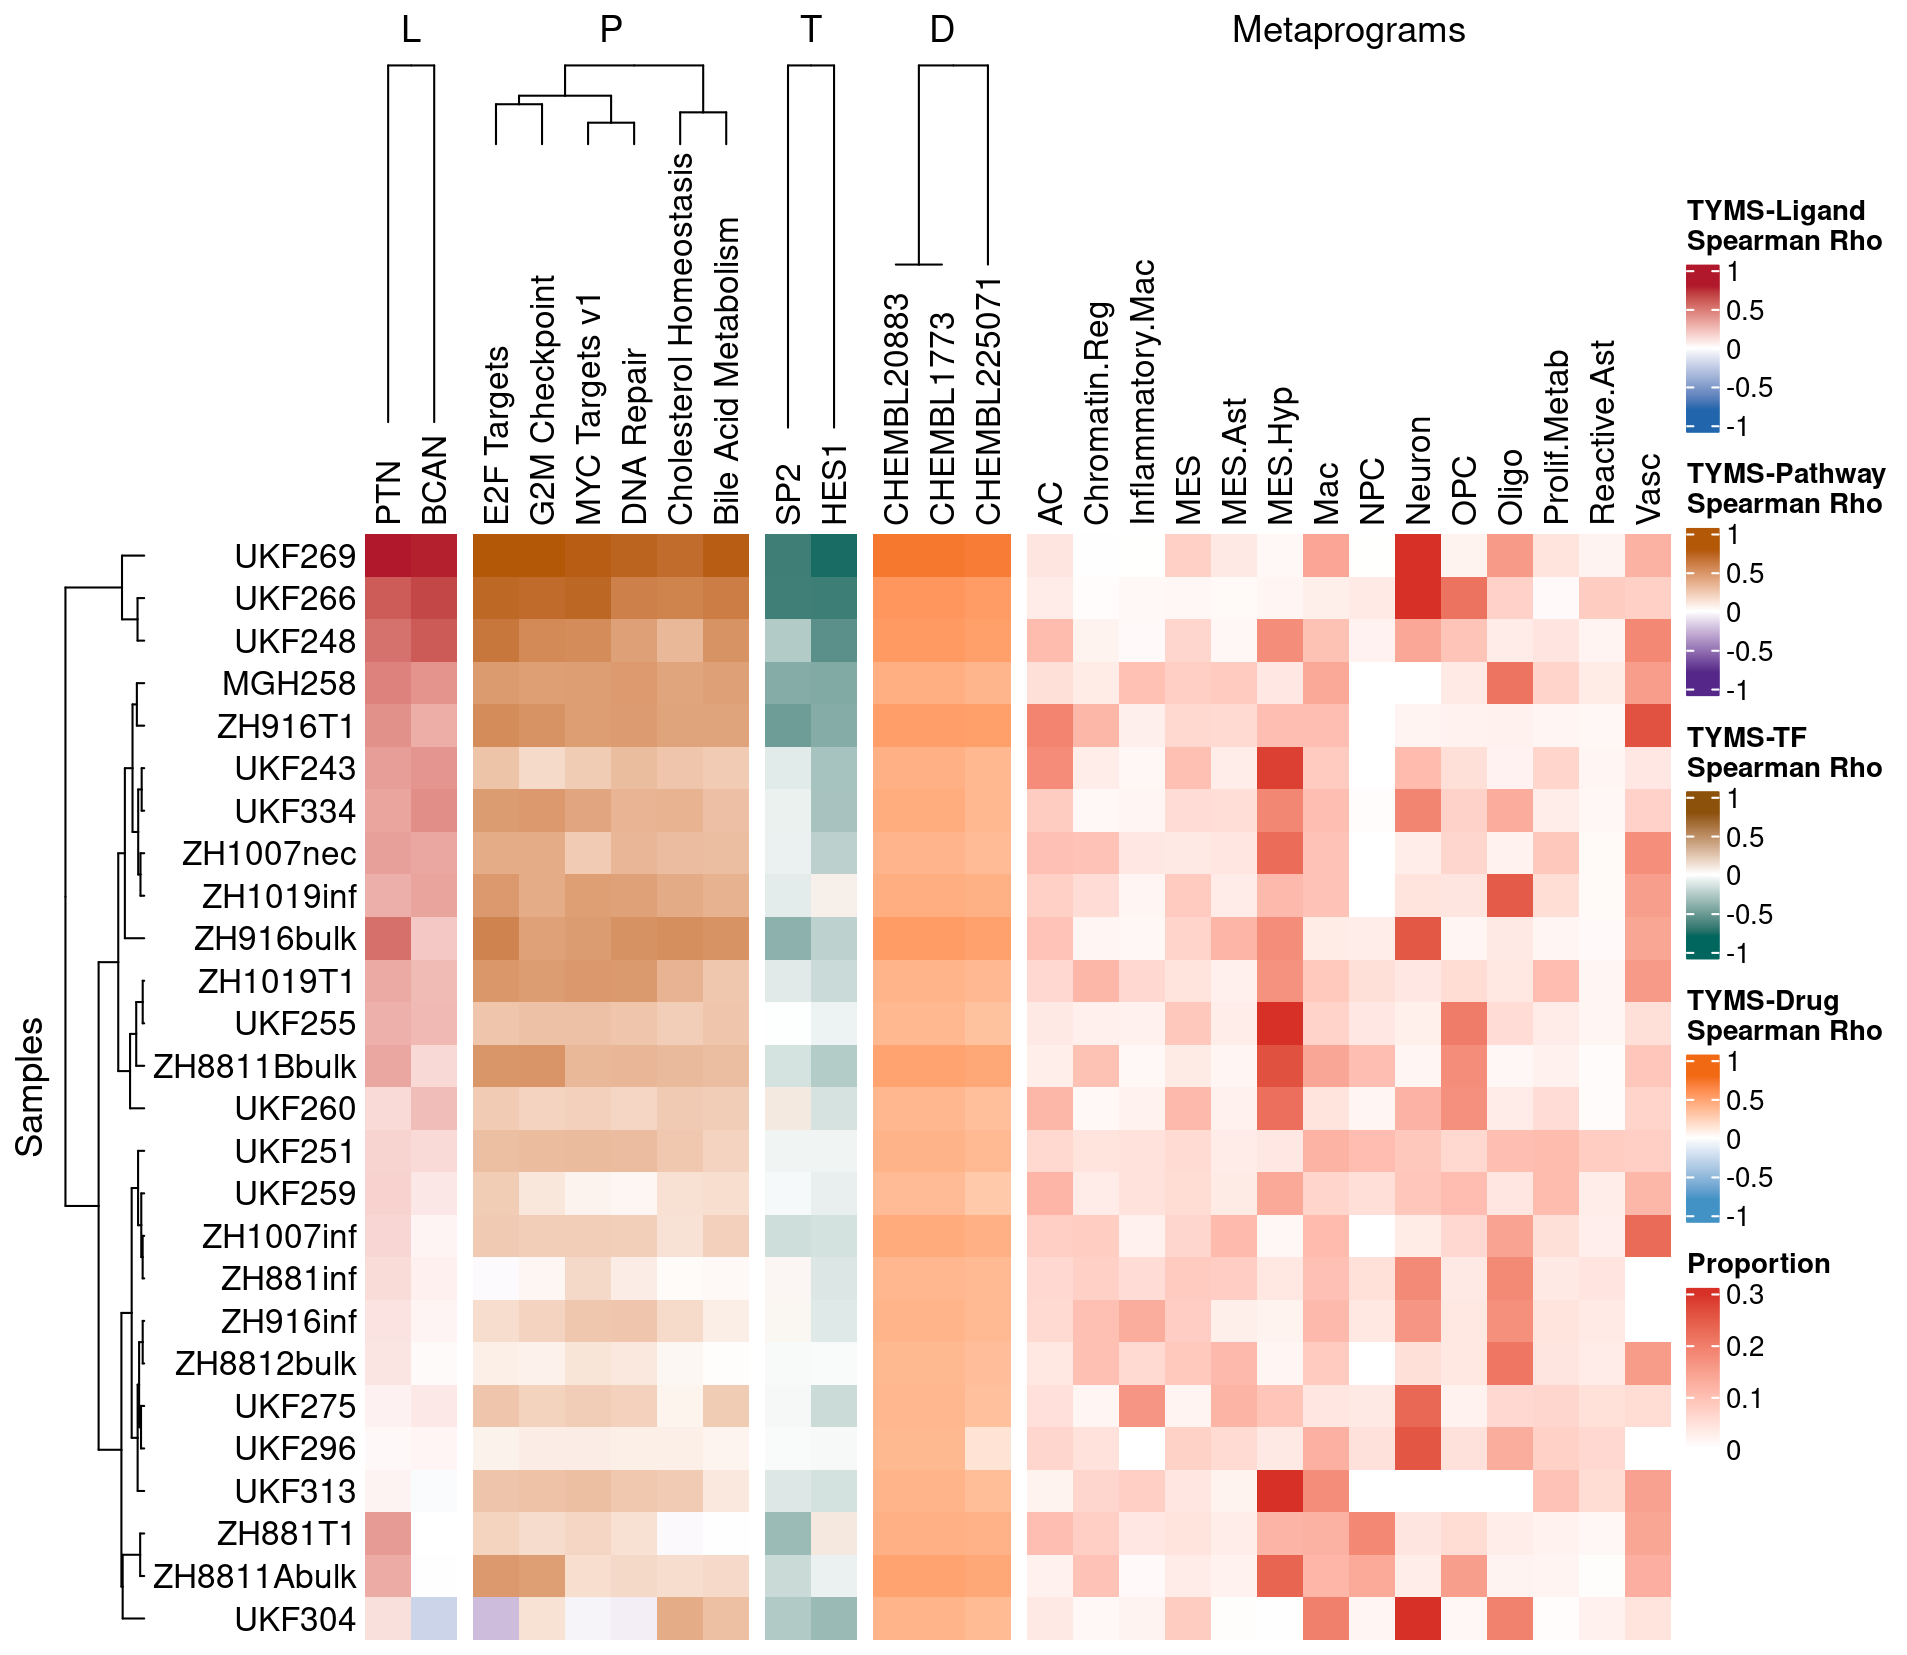 L P T D Metaprograms
PTN
BCAN
E2F Targets
G2M Checkpoint
MYC Targets v1
DNA Repair
Cholesterol Homeostasis
Bile Acid Metabolism
SP2
HES1
CHEMBL20883
CHEMBL1773
CHEMBL225071
AC
Chromatin.Reg
Inflammatory.Mac
MES
MES.Ast
MES.Hyp
Mac
NPC
Neuron
OPC
Oligo
Prolif.Metab
Reactive.Ast
Vasc
Samples
UKF269
UKF266
UKF248
MGH258
ZH916T1
UKF243
UKF334
ZH1007nec
ZH1019inf
ZH916bulk
ZH1019T1
UKF255
ZH8811Bbulk
UKF260
UKF251
UKF259
ZH1007inf
ZH881inf
ZH916inf
ZH8812bulk
UKF275
UKF296
UKF313
ZH881T1
ZH8811Abulk
UKF304
TYMS-Ligand
Spearman Rho
1
0.5
0
-0.5
-1
TYMS-Pathway
Spearman Rho
1
0.5
0
-0.5
-1
TYMS-TF
Spearman Rho
1
0.5
0
-0.5
-1
TYMS-Drug
Spearman Rho
1
0.5
0
-0.5
-1
Proportion
0.3
0.2
0.1
0